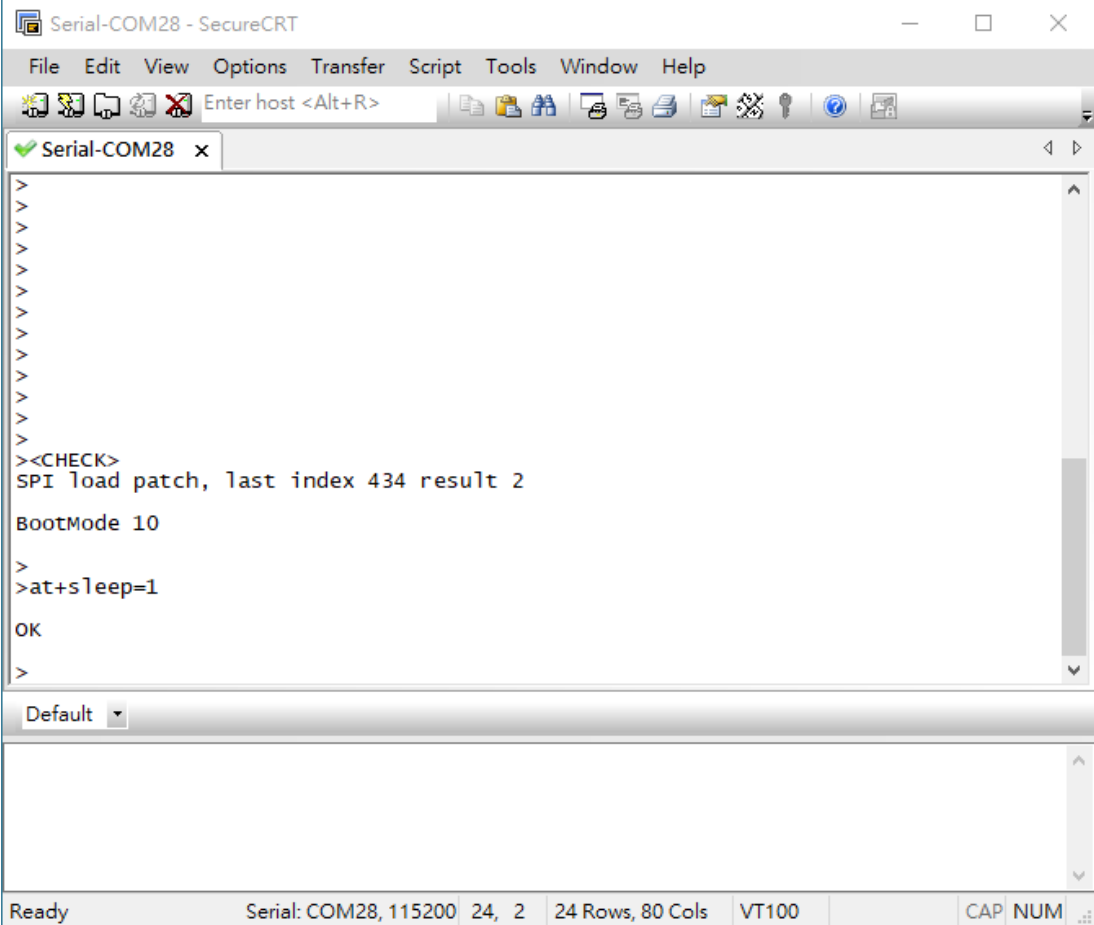 Serial-COM28 - SecureCRT
File Edit View Options Transfer Script Tools Window Help
Enter host <Alt+R>
Serial-COM28 x
>
>
>
>
>
>
>
>
>
>
>
>
>
><CHECK>
SPI load patch, last index 434 result 2
BootMode 10
>
>at+sleep=1
OK
>
Default
Ready Serial: COM28, 115200 24, 2 24 Rows, 80 Cols VT100 CAP NUM